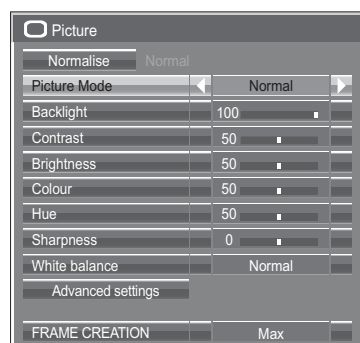 Picture
Normalise Normal
Picture Mode Normal
Backlight 100
Contrast 50
Brightness 50
Colour 50
Hue 50
Sharpness 0
White balance Normal
Advanced settings
FRAME CREATION Max